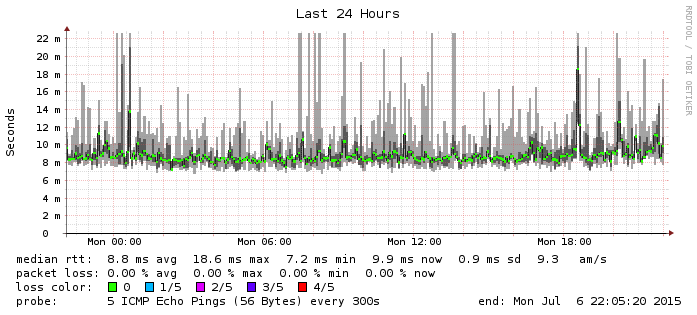 Last 24 Hours
RRDTOOL / TOBI OETIKER
Seconds
22 m
20 m
18 m
16 m
14 m
12 m
10 m
8 m
6 m
4 m
2 m
0
Mon 00:00 Mon 06:00 Mon 12:00 Mon 18:00
median rtt: 8.8 ms avg 18.6 ms max 7.2 ms min 9.9 ms now 0.9 ms sd 9.3 am/s
packet loss: 0.00 % avg 0.00 % max 0.00 % min 0.00 % now
loss color: 0 1/5 2/5 3/5 4/5
probe: 5 ICMP Echo Pings (56 Bytes) every 300s end: Mon Jul 6 22:05:20 2015